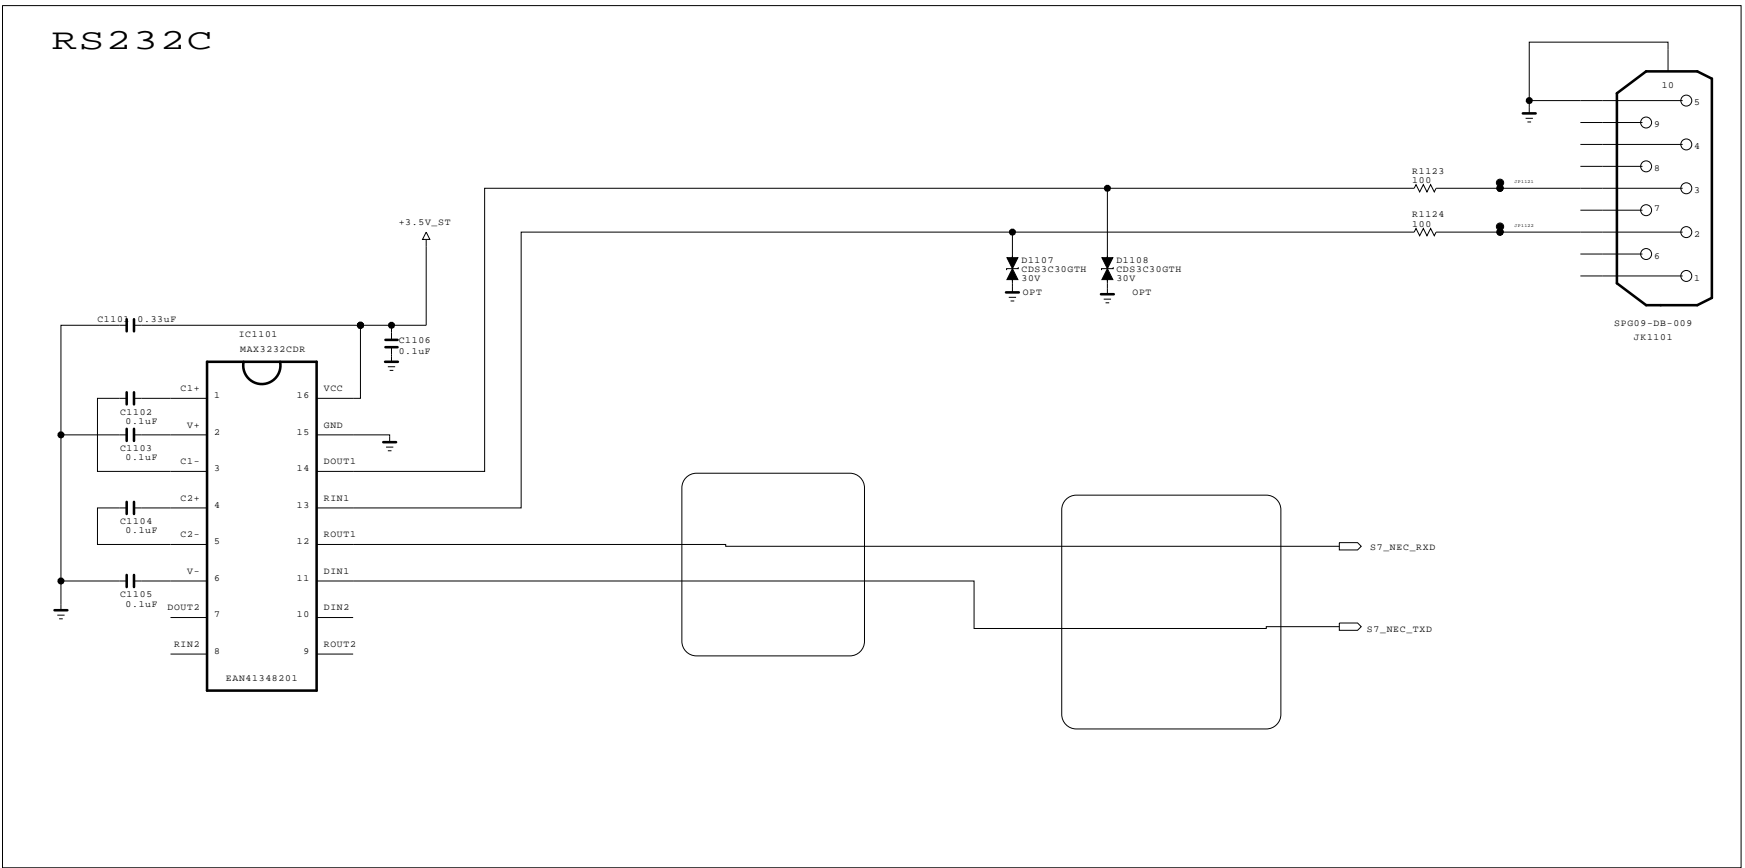 RS232C
10
5
9
4
8
3
7
2
6
1
SPG09-DB-009
JK1101
R1123
100
JP1121
R1124
100
+3.5V_ST
D1107
CDS3C30GTH
30V
OPT
D1108
CDS3C30GTH
30V
OPT
C1101 0.33uF
C1106
0.1uF
IC1101
MAX3232CDR
C1+ 1
16 VCC
C1102
0.1uF
V+ 2
15 GND
C1103
0.1uF
C1- 3
14 DOUT1
C2+ 4
13 RIN1
C1104
0.1uF
C2- 5
12 ROUT1
V- 6
11 DIN1
C1105
0.1uF
DOUT2 7
10 DIN2
RIN2 8
9 ROUT2
EAN41348201
S7_NEC_RXD
S7_NEC_TXD